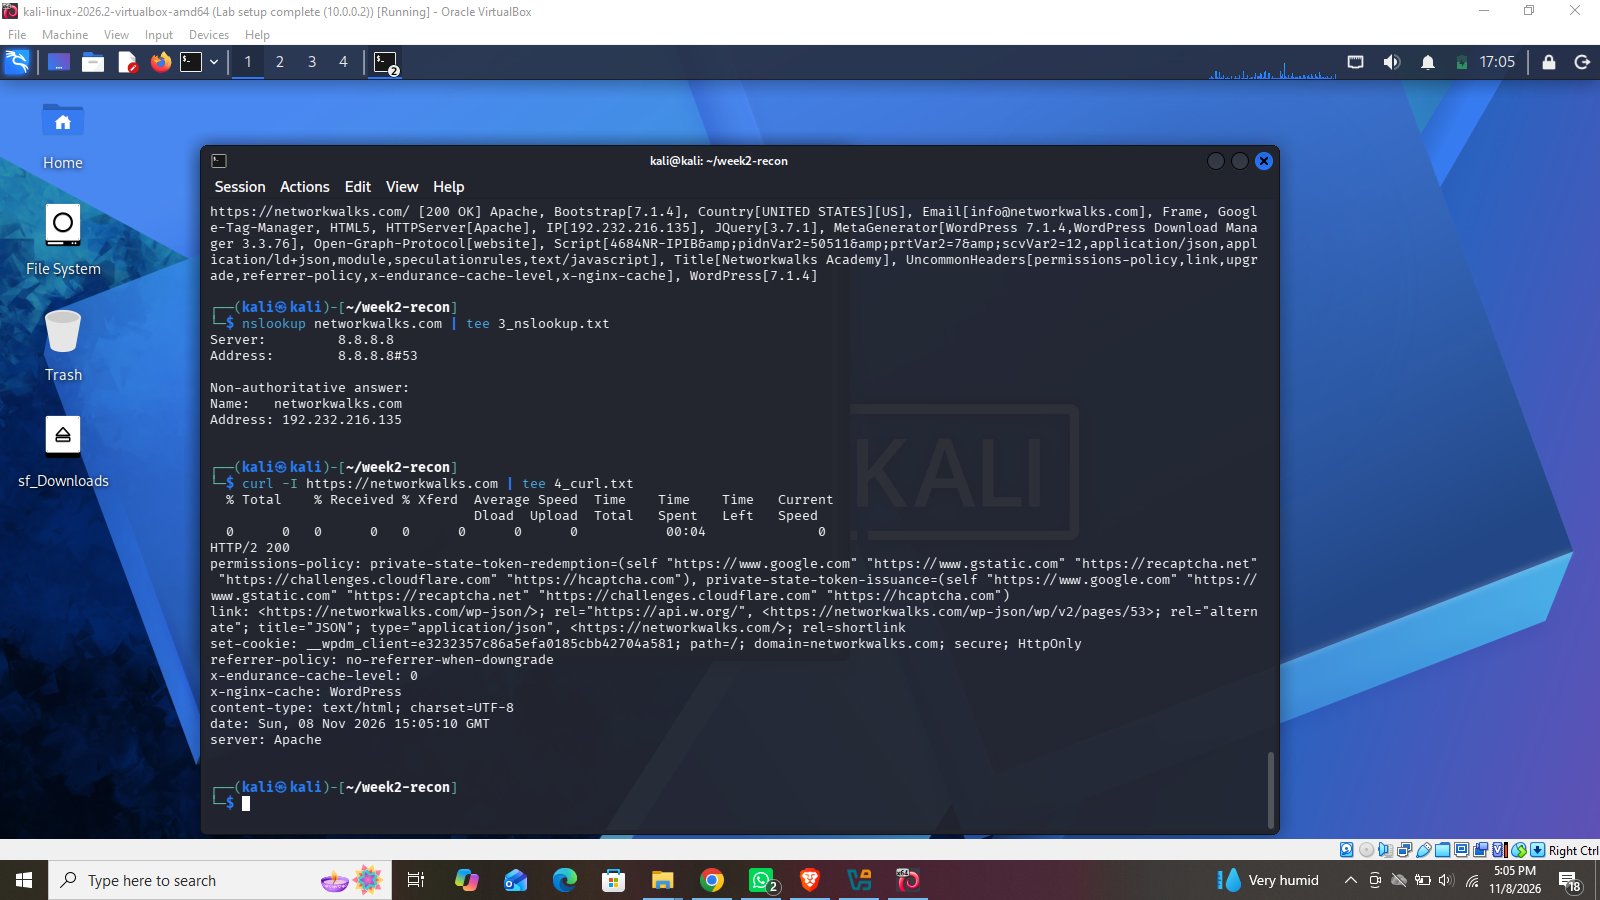 kali-linux-2026.2-virtualbox-amd64 (Lab setup complete (10.0.0.2)) [Running] - Oracle VirtualBox
File Machine View Input Devices Help
1 2 3 4 2 17:05
Home
File System
Trash
sf_Downloads
kali@kali: ~/week2-recon
Session Actions Edit View Help
https://networkwalks.com/ [200 OK] Apache, Bootstrap[7.1.4], Country[UNITED STATES][US], Email[info@networkwalks.com], Frame, Googl
e-Tag-Manager, HTML5, HTTPServer[Apache], IP[192.232.216.135], JQuery[3.7.1], MetaGenerator[WordPress 7.1.4,WordPress Download Mana
ger 3.3.76], Open-Graph-Protocol[website], Script[4684NR-IPIB6&amp;pidnVar2=50511&amp;prtVar2=7&amp;scvVar2=12,application/json,appl
ication/ld+json,module,speculationrules,text/javascript], Title[Networkwalks Academy], UncommonHeaders[permissions-policy,link,upgr
ade,referrer-policy,x-endurance-cache-level,x-nginx-cache], WordPress[7.1.4]
┌──(kali㉿kali)-[~/week2-recon]
└─$ nslookup networkwalks.com | tee 3_nslookup.txt
Server: 8.8.8.8
Address: 8.8.8.8#53
Non-authoritative answer:
Name: networkwalks.com
Address: 192.232.216.135
┌──(kali㉿kali)-[~/week2-recon]
└─$ curl -I https://networkwalks.com | tee 4_curl.txt
% Total % Received % Xferd Average Speed Time Time Time Current
Dload Upload Total Spent Left Speed
0 0 0 0 0 0 0 0 00:04 0
HTTP/2 200
permissions-policy: private-state-token-redemption=(self "https://www.google.com" "https://www.gstatic.com" "https://recaptcha.net"
"https://challenges.cloudflare.com" "https://hcaptcha.com"), private-state-token-issuance=(self "https://www.google.com" "https://
www.gstatic.com" "https://recaptcha.net" "https://challenges.cloudflare.com" "https://hcaptcha.com")
link: <https://networkwalks.com/wp-json/>; rel="https://api.w.org/", <https://networkwalks.com/wp-json/wp/v2/pages/53>; rel="altern
ate"; title="JSON"; type="application/json", <https://networkwalks.com/>; rel=shortlink
set-cookie: __wpdm_client=e3232357c86a5efa0185cbb42704a581; path=/; domain=networkwalks.com; secure; HttpOnly
referrer-policy: no-referrer-when-downgrade
x-endurance-cache-level: 0
x-nginx-cache: WordPress
content-type: text/html; charset=UTF-8
date: Sun, 08 Nov 2026 15:05:10 GMT
server: Apache
┌──(kali㉿kali)-[~/week2-recon]
└─$
KALI
Right Ctrl
Type here to search
2
Very humid
5:05 PM
11/8/2026
18